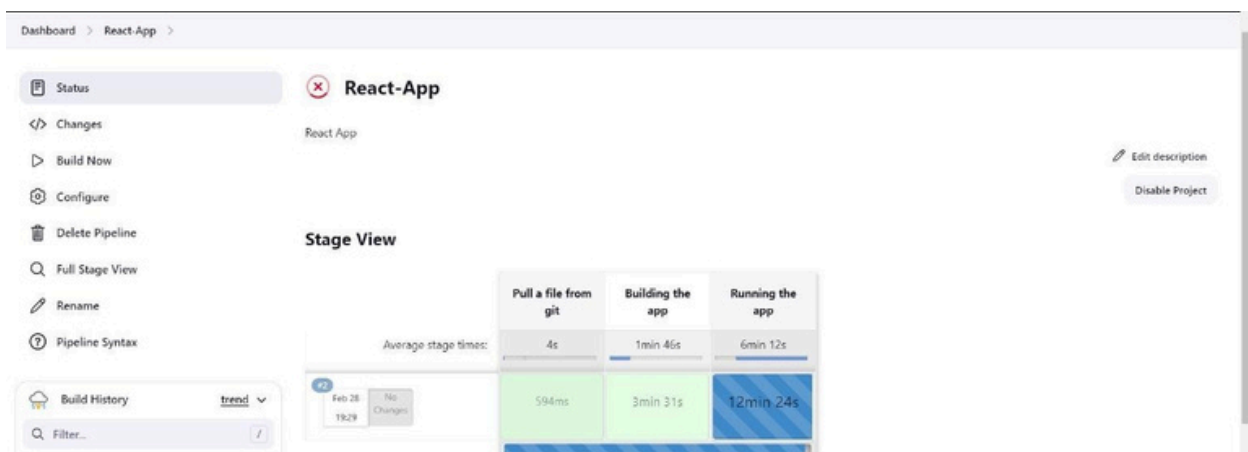 Dashboard > React-App >
Status
Changes
Build Now
Configure
Delete Pipeline
Full Stage View
Rename
Pipeline Syntax
Build History
trend
Filter...
/
React-App
React App
Edit description
Disable Project
Stage View
Pull a file from git
Building the app
Running the app
Average stage times:
4s
1min 46s
6min 12s
#2
Feb 28
19:29
No Changes
594ms
3min 31s
12min 24s